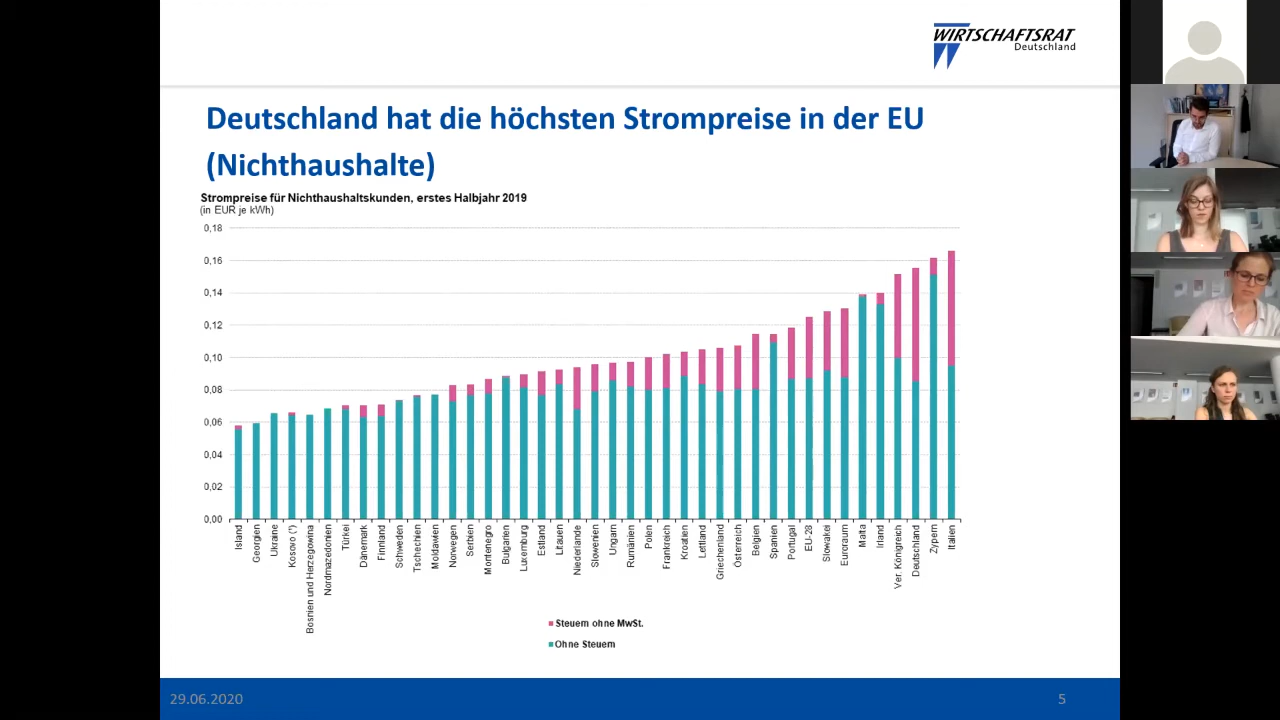 WIRTSCHAFTSRAT
Deutschland
Deutschland hat die höchsten Strompreise in der EU
(Nichthaushalte)
Strompreise für Nichthaushaltskunden, erstes Halbjahr 2019
(in EUR je kWh)
0,18
0,16
0,14
0,12
0,10
0,08
0,06
0,04
0,02
0,00
Island
Georgien
Ukraine
Kosovo (*)
Bosnien und Herzegowina
Nordmazedonien
Türkei
Dänemark
Finnland
Schweden
Tschechien
Moldawien
Norwegen
Serbien
Montenegro
Bulgarien
Luxemburg
Estland
Litauen
Niederlande
Slowenien
Ungarn
Rumänien
Polen
Frankreich
Kroatien
Lettland
Griechenland
Österreich
Belgien
Spanien
Portugal
EU-28
Slowakei
Euroraum
Malta
Irland
Ver. Königreich
Deutschland
Zypern
Italien
Steuern ohne MwSt.
Ohne Steuern
29.06.2020
5